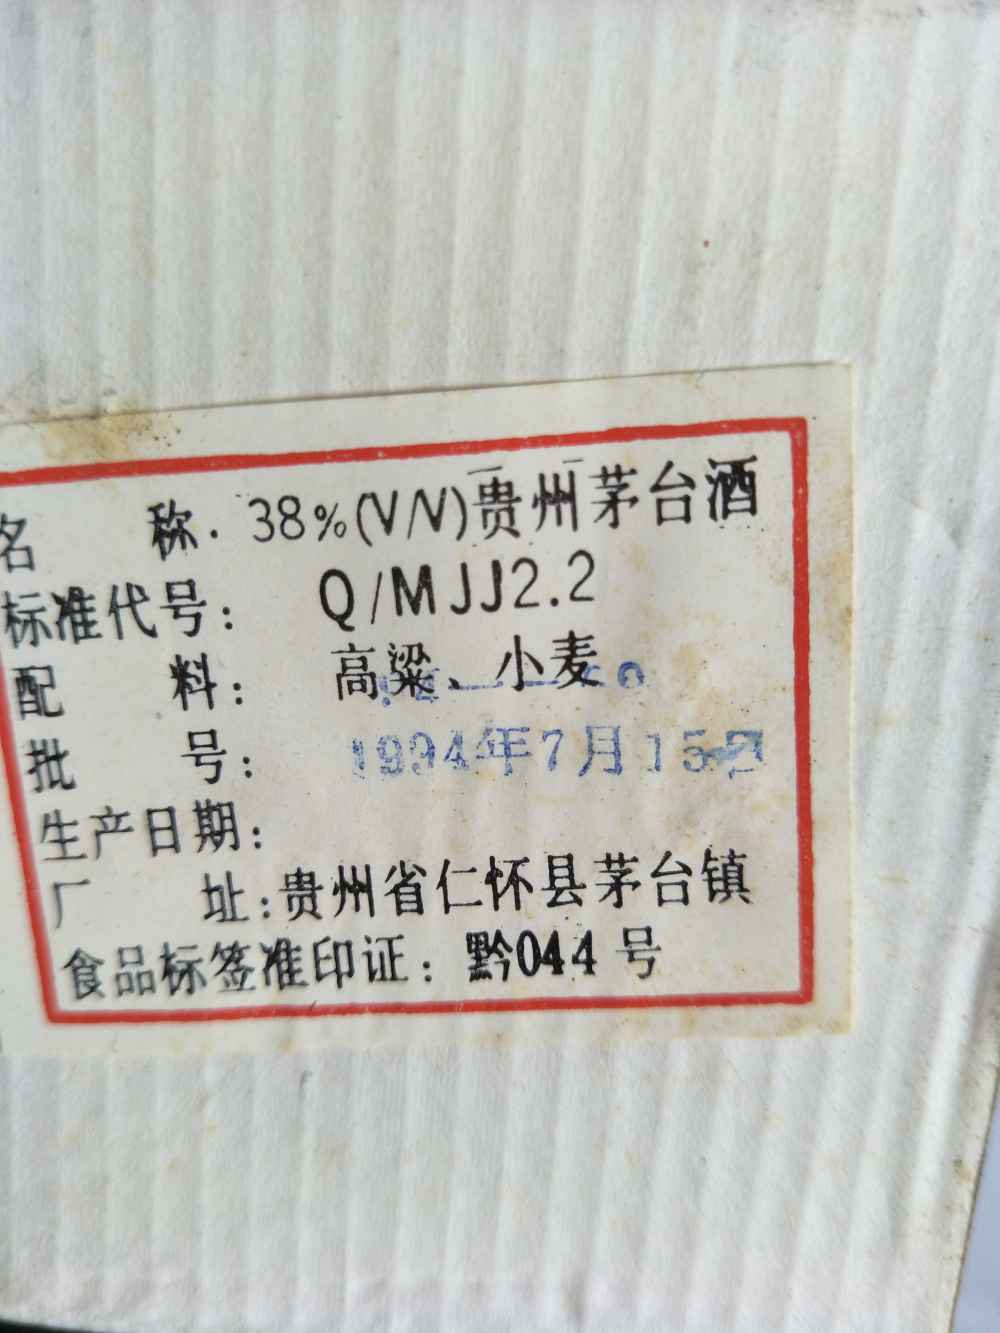 名 称: 38%(V/V)贵州茅台酒
标准代号: Q/MJJ2.2
配 料: 高粱、小麦
批 号: 1994年7月15日
生产日期:
厂 址:贵州省仁怀县茅台镇
食品标签准印证: 黔044号